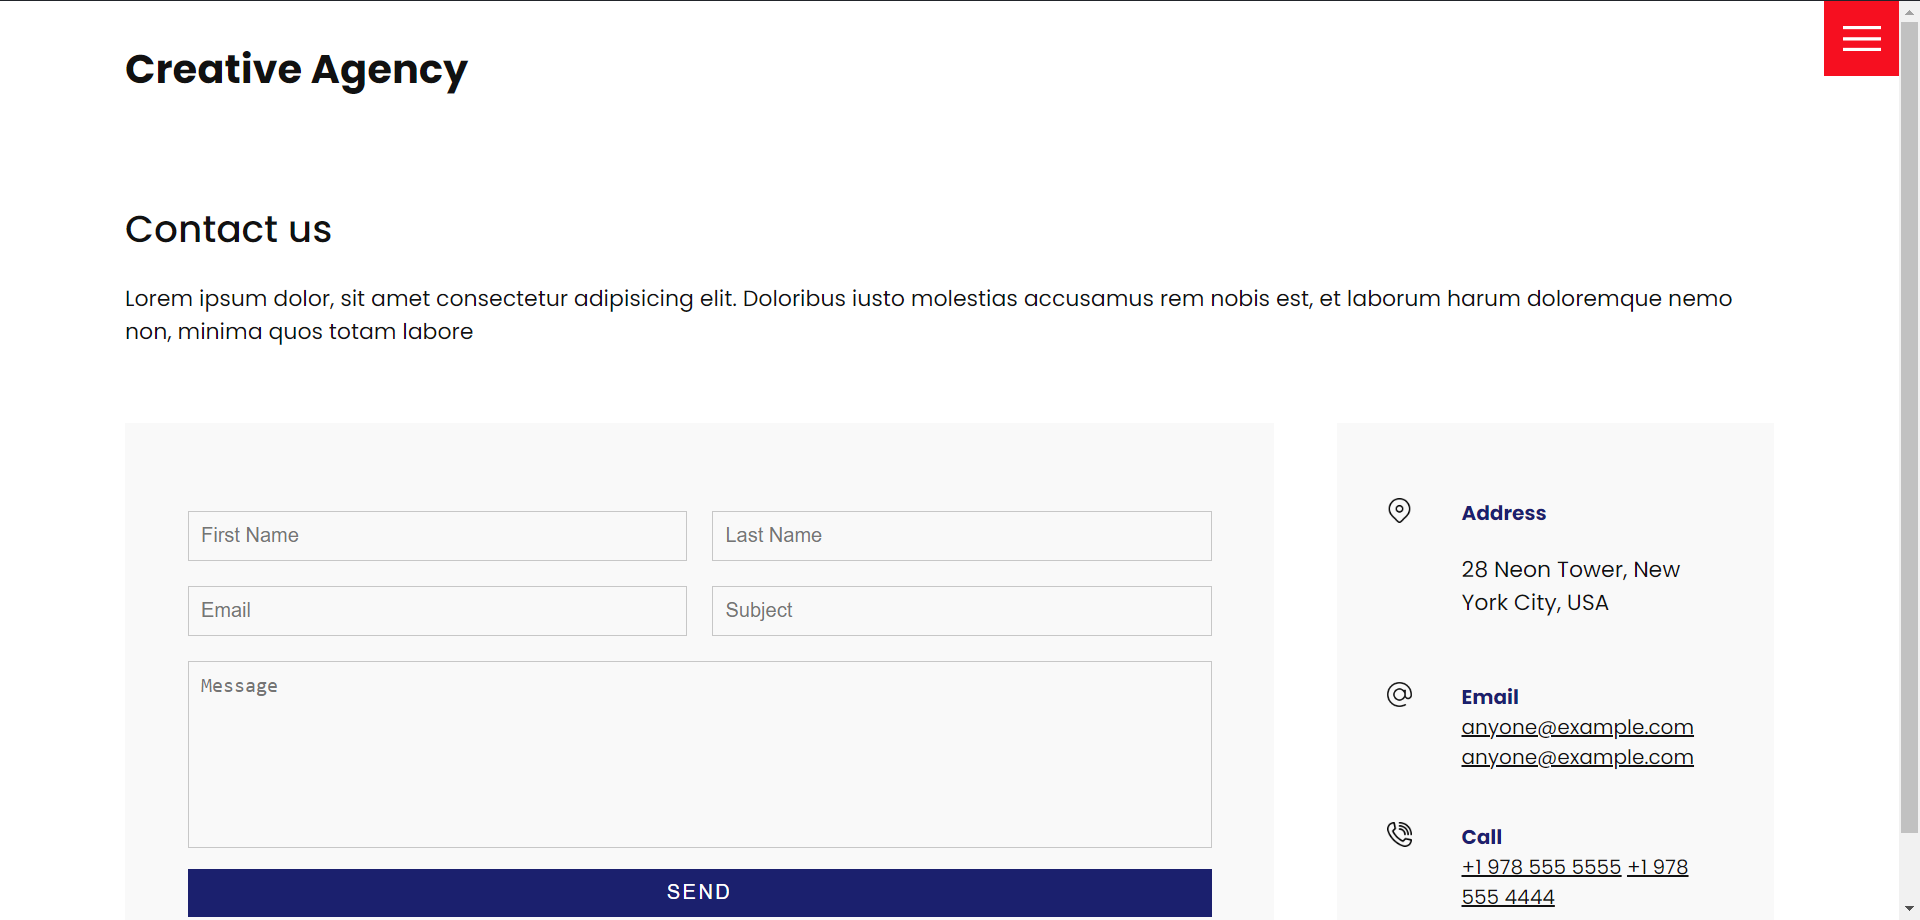 Creative Agency
Contact us
Lorem ipsum dolor, sit amet consectetur adipisicing elit. Doloribus iusto molestias accusamus rem nobis est, et laborum harum doloremque nemo
non, minima quos totam labore
First Name
Last Name
Email
Subject
Message
SEND
Address
28 Neon Tower, New
York City, USA
Email
anyone@example.com
anyone@example.com
Call
+1 978 555 5555 +1 978
555 4444